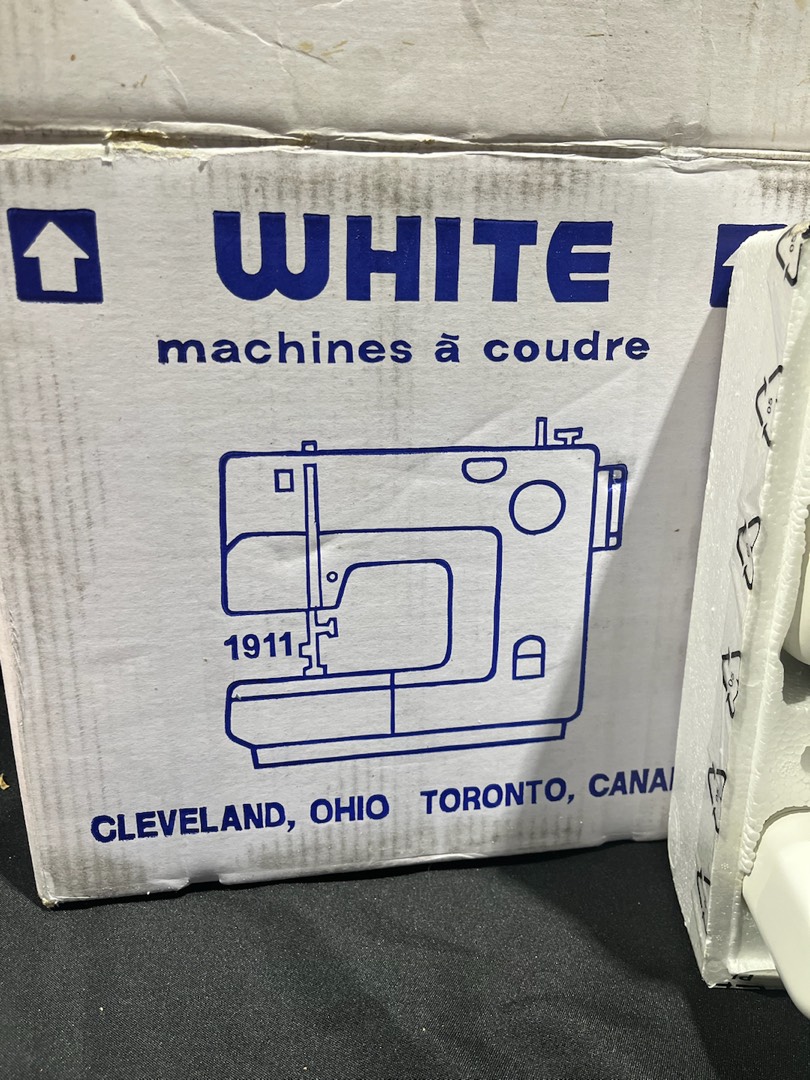 WHITE
machines ã coudre
1911
CLEVELAND, OHIO TORONTO, CANA